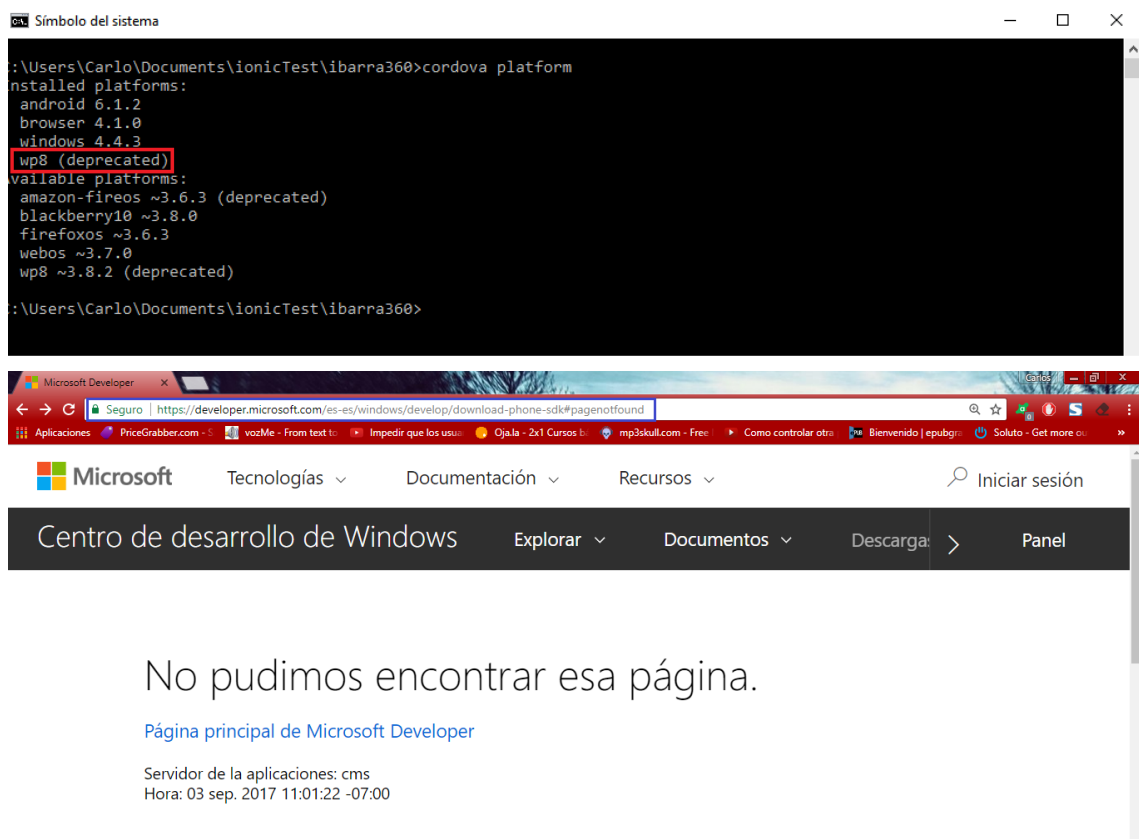 Símbolo del sistema
:\Users\Carlo\Documents\ionicTest\ibarra360>cordova platform
nstalled platforms:
android 6.1.2
browser 4.1.0
windows 4.4.3
wp8 (deprecated)
vailable platforms:
amazon-fireos ~3.6.3 (deprecated)
blackberry10 ~3.8.0
firefoxos ~3.6.3
webos ~3.7.0
wp8 ~3.8.2 (deprecated)
:\Users\Carlo\Documents\ionicTest\ibarra360>
Microsoft Developer Carlos
Seguro | https://developer.microsoft.com/es-es/windows/develop/download-phone-sdk#pagenotfound
Aplicaciones PriceGrabber.com - S vozMe - From text to Impedir que los usua Oja.la - 2x1 Cursos b mp3skull.com - Free Como controlar otra Bienvenido | epubgra Soluto - Get more ou »
Microsoft Tecnologías Documentación Recursos Iniciar sesión
Centro de desarrollo de Windows Explorar Documentos Descargas Panel
No pudimos encontrar esa página.
Página principal de Microsoft Developer
Servidor de la aplicaciones: cms
Hora: 03 sep. 2017 11:01:22 -07:00